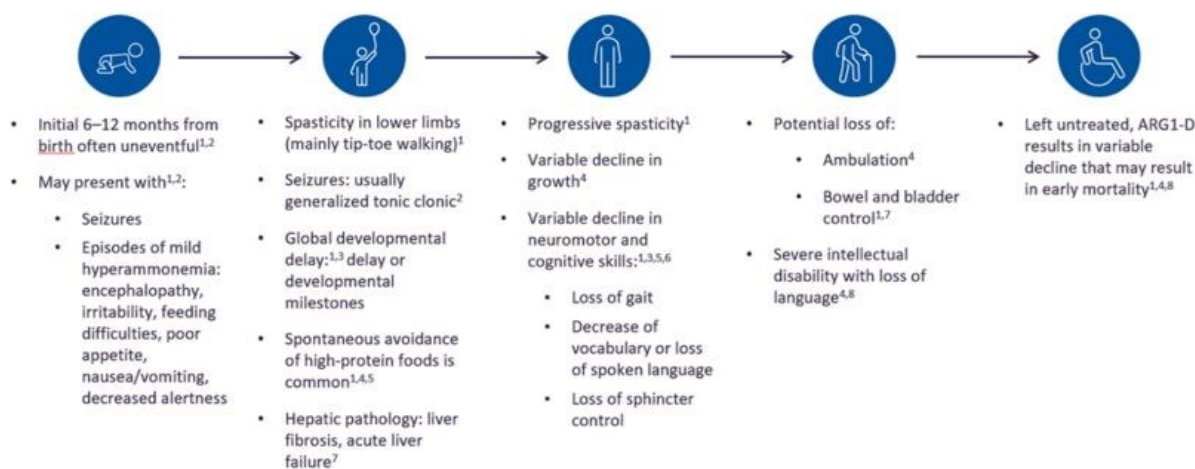 • Initial 6–12 months from
birth often uneventful1,2
• May present with1,2:
• Seizures
• Episodes of mild
hyperammonemia:
encephalopathy,
irritability, feeding
difficulties, poor
appetite,
nausea/vomiting,
decreased alertness
• Spasticity in lower limbs
(mainly tip-toe walking)1
• Seizures: usually
generalized tonic clonic2
• Global developmental
delay:1,3 delay or
developmental
milestones
• Spontaneous avoidance
of high-protein foods is
common1,4,5
• Hepatic pathology: liver
fibrosis, acute liver
failure7
• Progressive spasticity1
• Variable decline in
growth4
• Variable decline in
neuromotor and
cognitive skills:1,3,5,6
• Loss of gait
• Decrease of
vocabulary or loss
of spoken language
• Loss of sphincter
control
• Potential loss of:
• Ambulation4
• Bowel and bladder
control1,7
• Severe intellectual
disability with loss of
language4,8
• Left untreated, ARG1-D
results in variable
decline that may result
in early mortality1,4,8